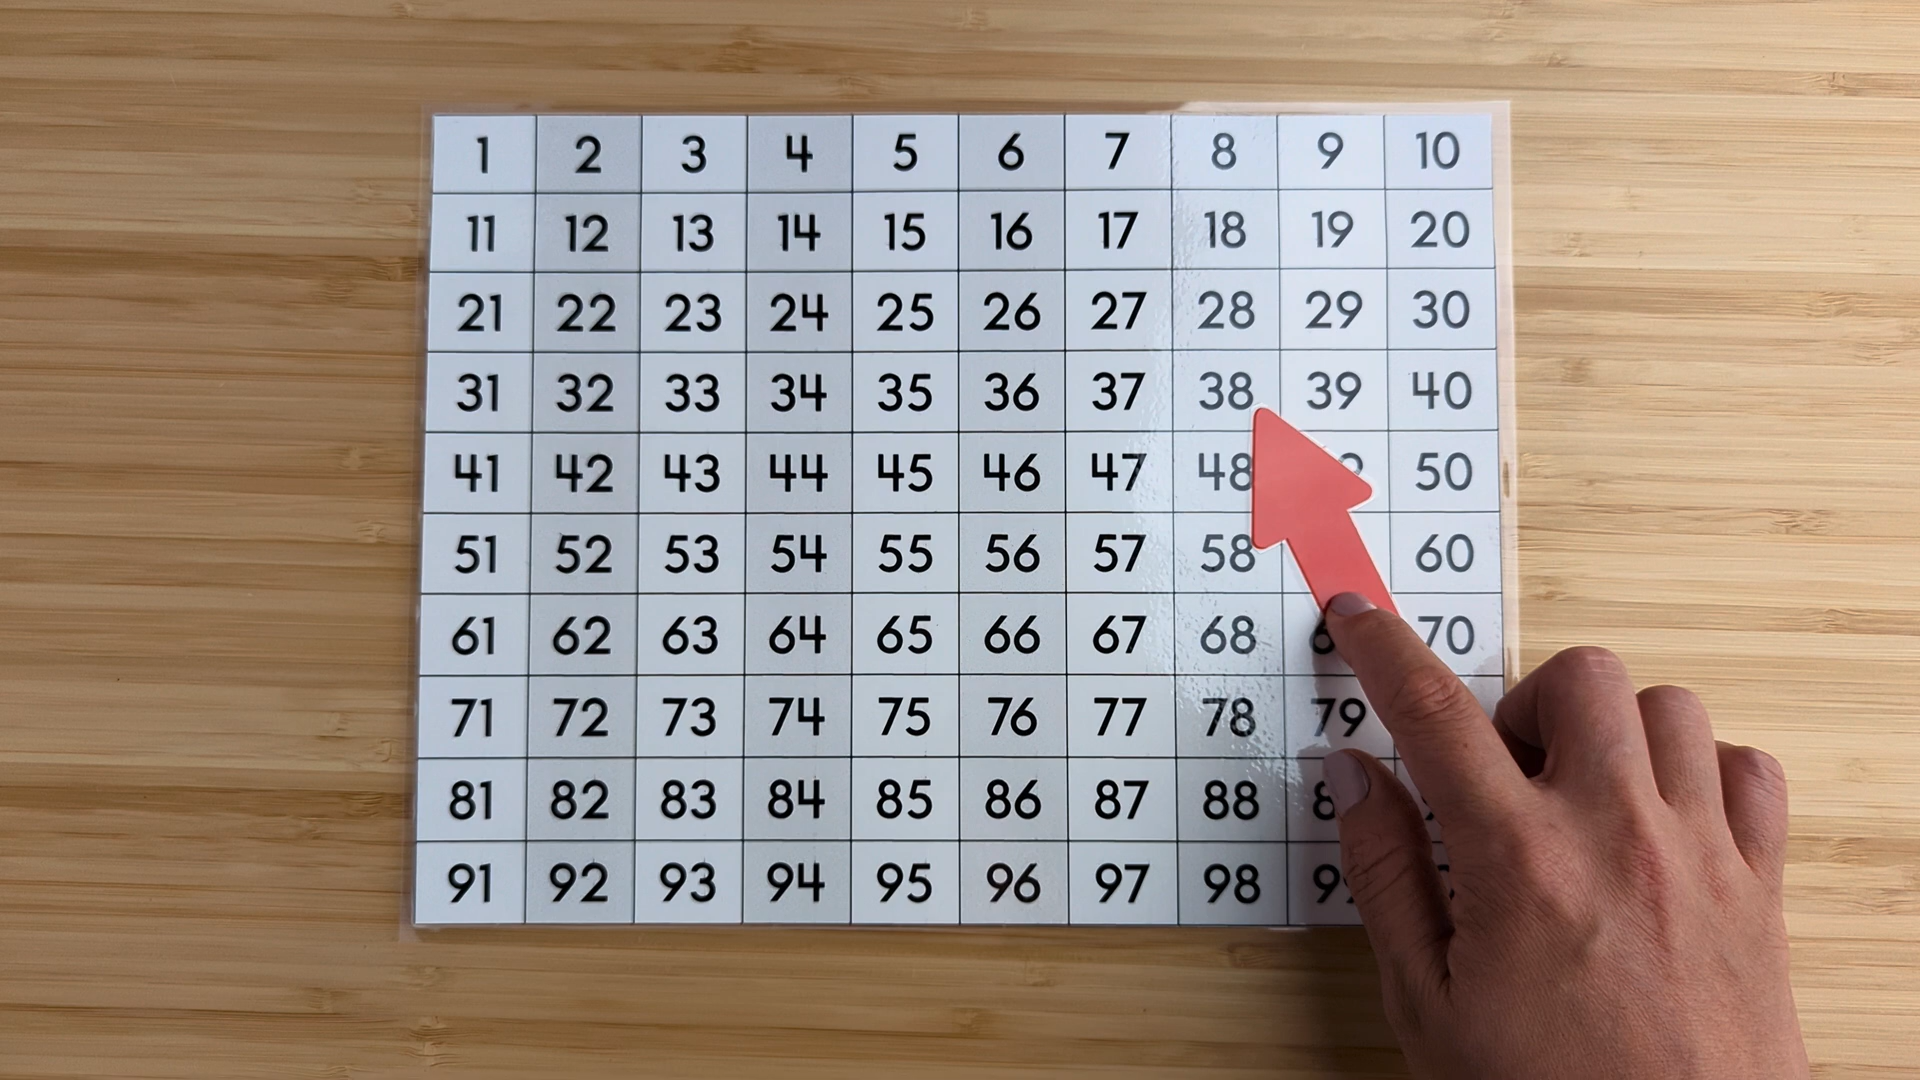 1 2 3 4 5 6 7 8 9 10
11 12 13 14 15 16 17 18 19 20
21 22 23 24 25 26 27 28 29 30
31 32 33 34 35 36 37 38 39 40
41 42 43 44 45 46 47 48 50
51 52 53 54 55 56 57 58 60
61 62 63 64 65 66 67 68 70
71 72 73 74 75 76 77 78 79
81 82 83 84 85 86 87 88
91 92 93 94 95 96 97 98